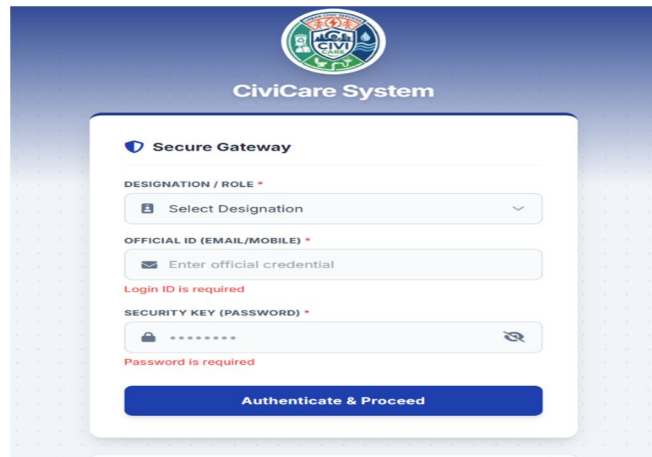 CIVI
CARE
CiviCare System
Secure Gateway
DESIGNATION / ROLE *
Select Designation
OFFICIAL ID (EMAIL/MOBILE) *
Enter official credential
Login ID is required
SECURITY KEY (PASSWORD) *
Password is required
Authenticate & Proceed